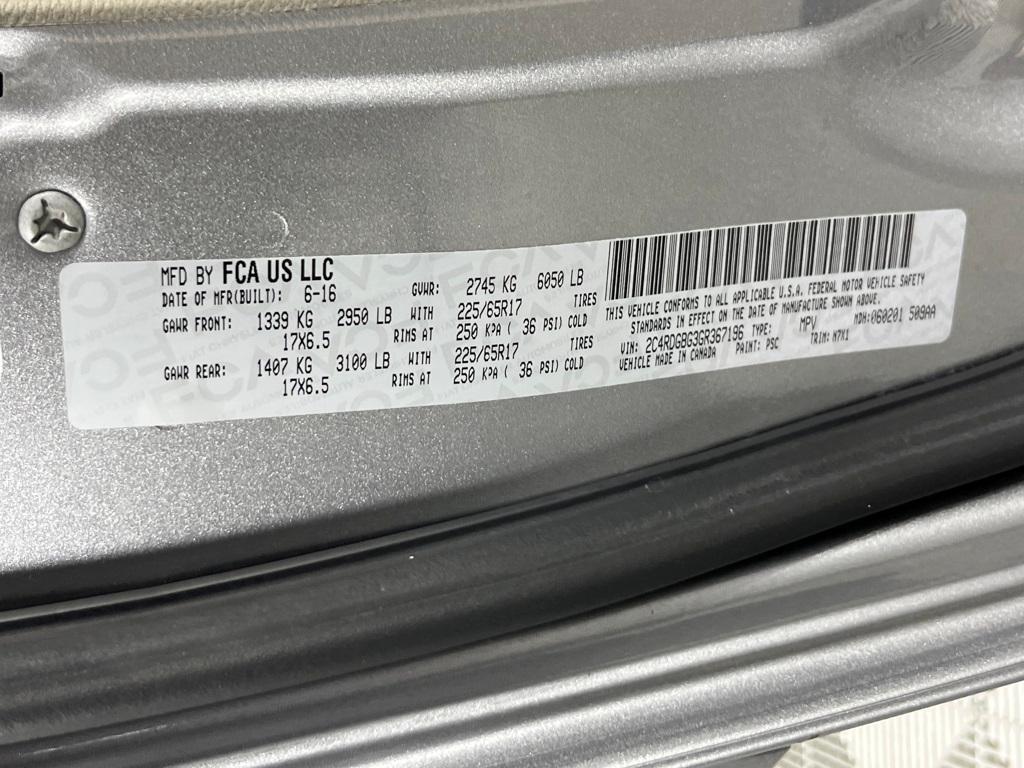 MFD BY FCA US LLC
DATE OF MFR(BUILT): 6-16 GVWR: 2745 KG 6050 LB
GAWR FRONT: 1339 KG 2950 LB WITH 225/65R17 TIRES
17X6.5 RIMS AT 250 KPA ( 36 PSI) COLD
GAWR REAR: 1407 KG 3100 LB WITH 225/65R17 TIRES
17X6.5 RIMS AT 250 KPA ( 36 PSI) COLD
THIS VEHICLE CONFORMS TO ALL APPLICABLE U.S.A. FEDERAL MOTOR VEHICLE SAFETY
STANDARDS IN EFFECT ON THE DATE OF MANUFACTURE SHOWN ABOVE.
MDH: 060201 509AA
VIN: 2C4RDGBG3GR367196 TYPE: MPV
VEHICLE MADE IN CANADA PAINT: PSC TRIM: N7X1